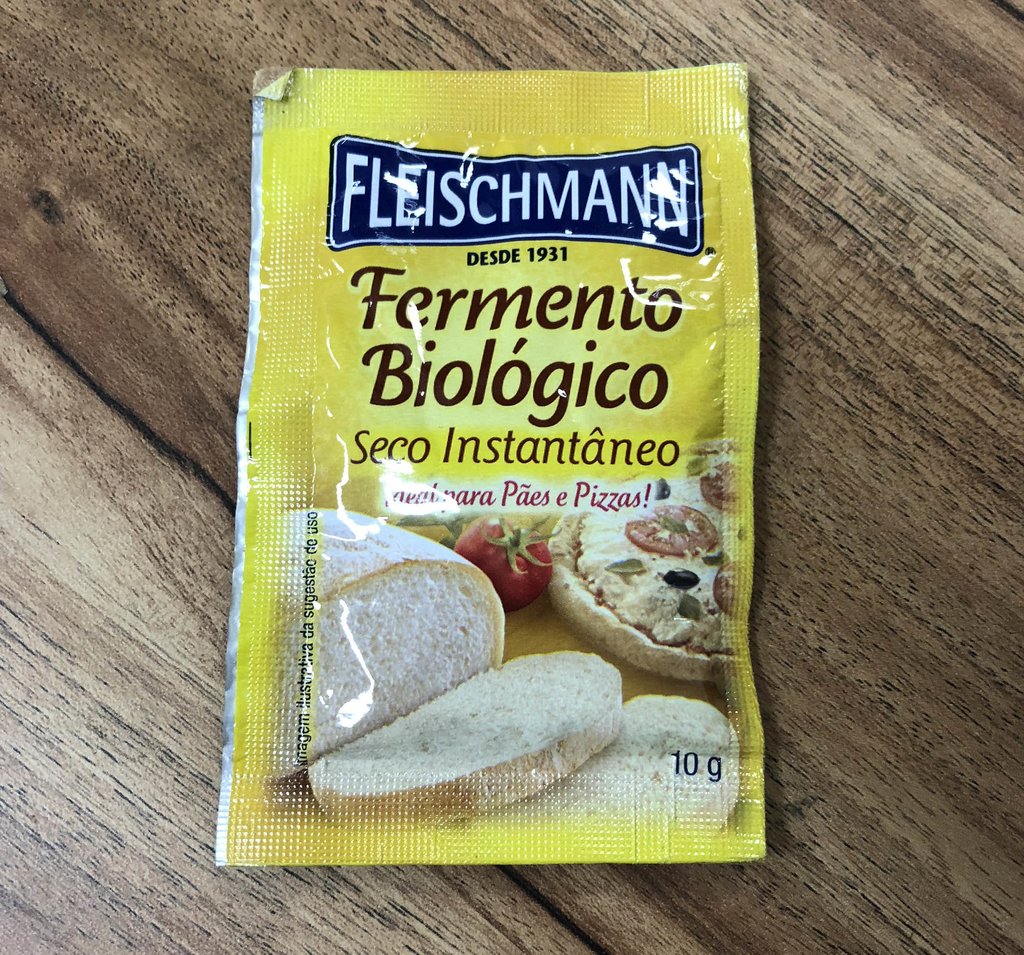 FLEISCHMANN
®
DESDE 1931
Fermento
Biológico
Seco Instantâneo
Ideal para Pães e Pizzas!
Imagem ilustrativa da sugestão de uso
10 g